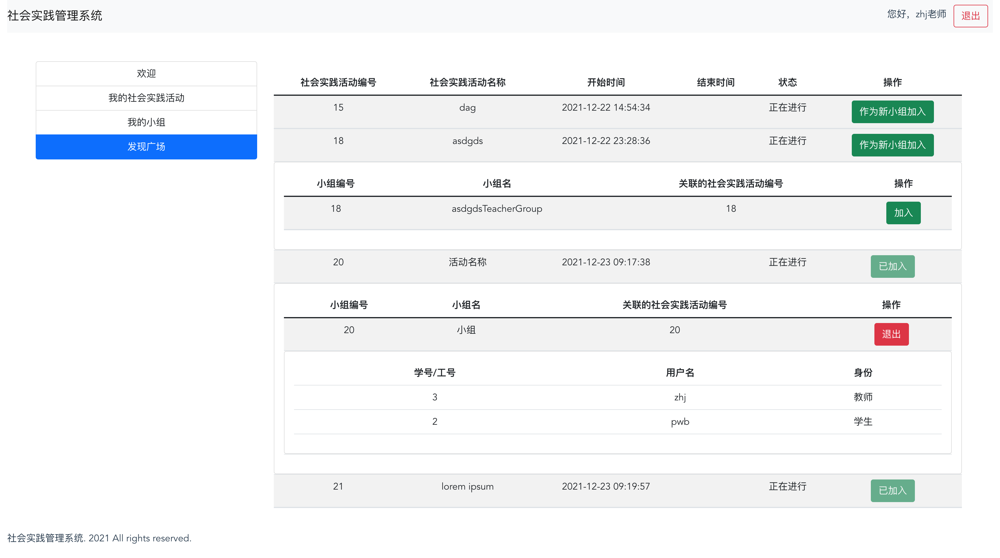 社会实践管理系统
您好，zhj老师 退出
欢迎
我的社会实践活动
我的小组
发现广场
社会实践活动编号 社会实践活动名称 开始时间 结束时间 状态 操作
15 dag 2021-12-22 14:54:34 正在进行 作为新小组加入
18 asdgds 2021-12-22 23:28:36 正在进行 作为新小组加入
小组编号 小组名 关联的社会实践活动编号 操作
18 asdgdsTeacherGroup 18 加入
20 活动名称 2021-12-23 09:17:38 正在进行 已加入
小组编号 小组名 关联的社会实践活动编号 操作
20 小组 20 退出
学号/工号 用户名 身份
3 zhj 教师
2 pwb 学生
21 lorem ipsum 2021-12-23 09:19:57 正在进行 已加入
社会实践管理系统. 2021 All rights reserved.